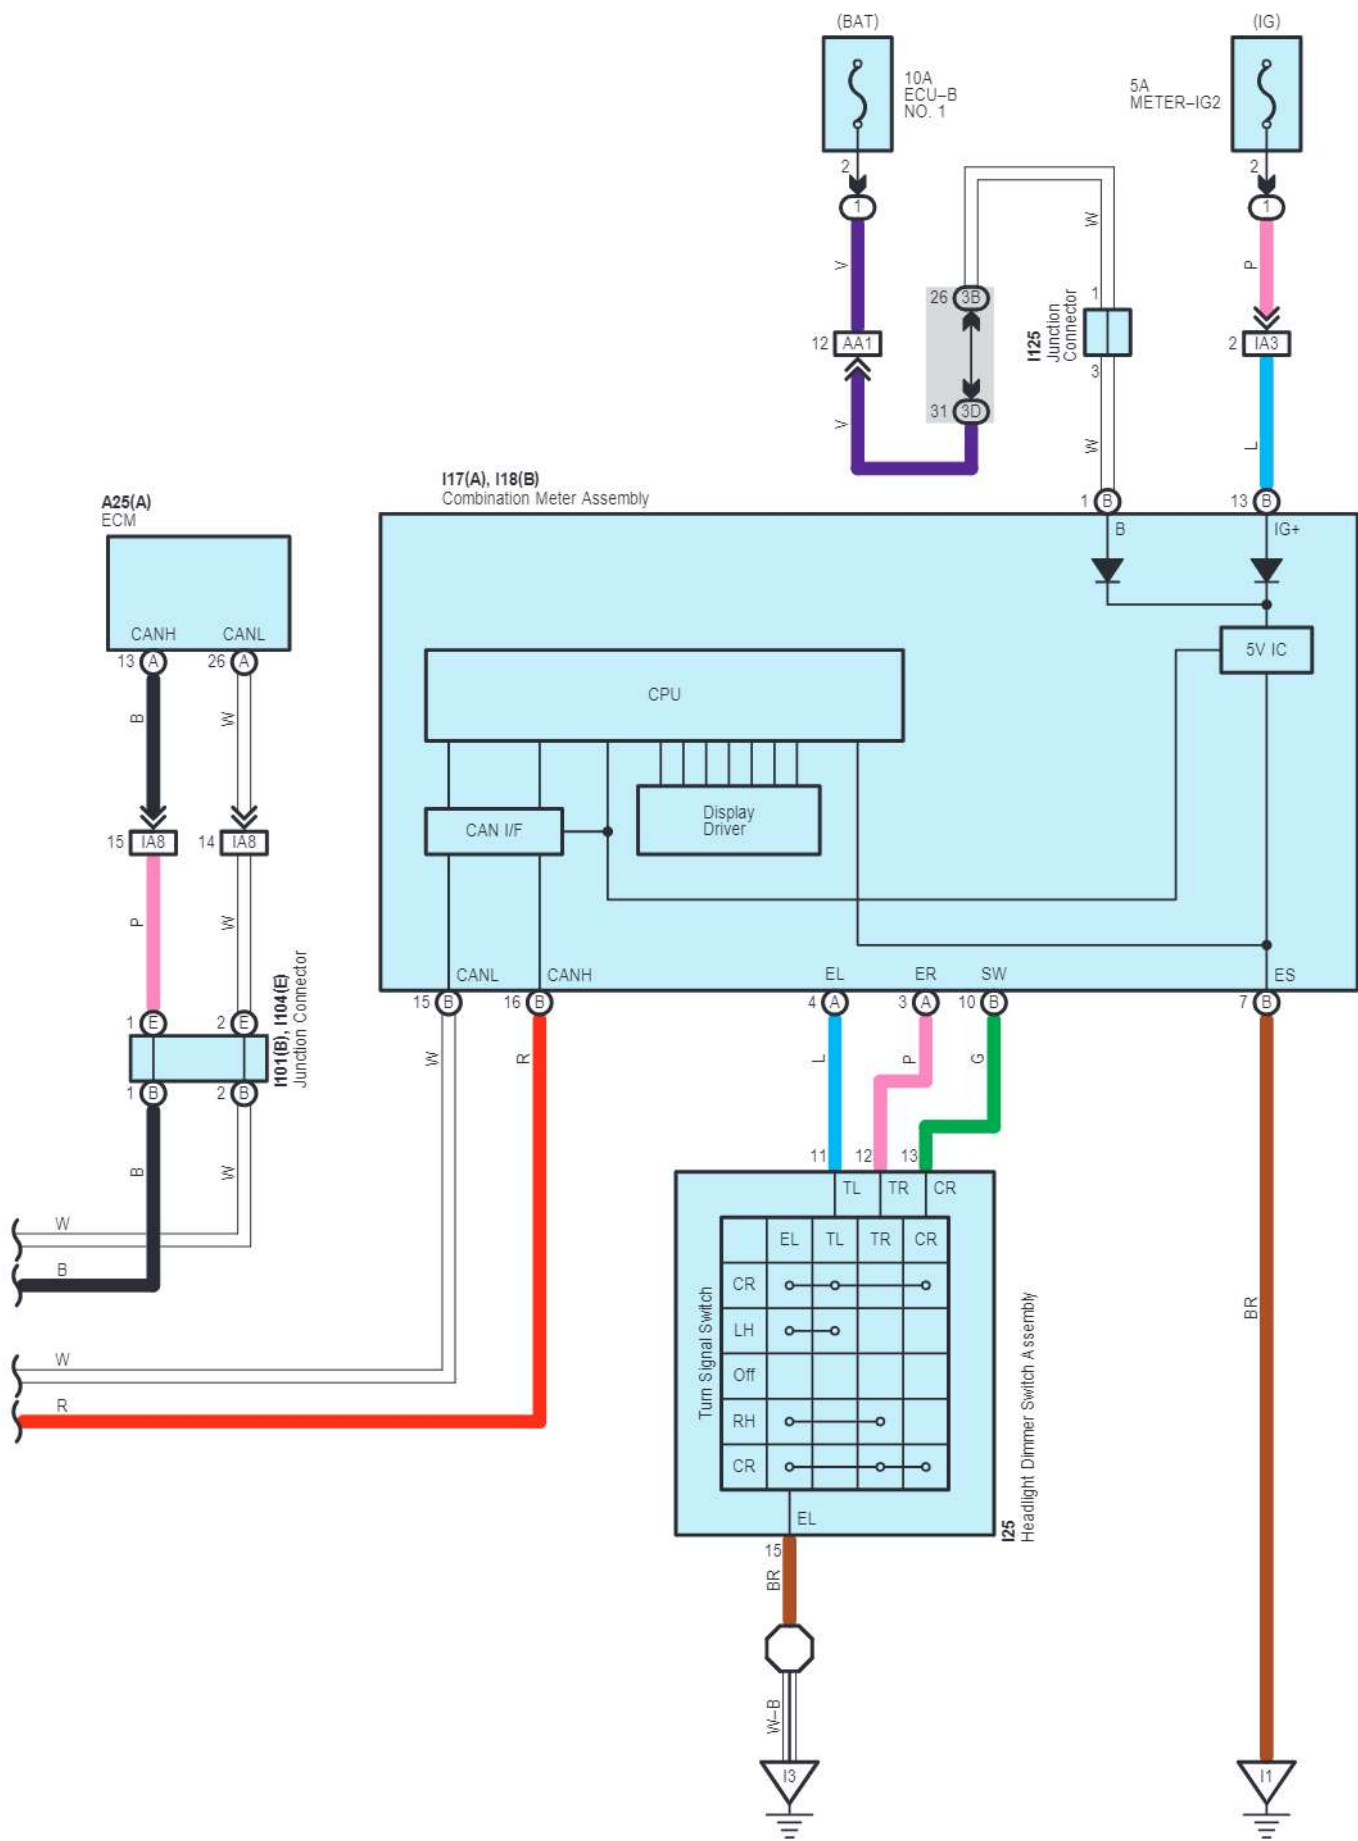 (BAT)
(IG)
10A
ECU–B
NO. 1
5A
METER–IG2
2
2
1
1
V
W
P
26 3B
1
I125
Junction
Connector
12 AA1
2 IA3
3
31 3D
V
W
L
I17(A), I18(B)
Combination Meter Assembly
1 B
13 B
A25(A)
ECM
B
IG+
CANH
CANL
13 A
26 A
5V IC
CPU
B
W
Display
Driver
CAN I/F
15 IA8
14 IA8
P
W
CANL
CANH
EL
ER
SW
ES
15 B
16 B
4 A
3 A
10 B
7 B
1 E
2 E
I101(B), I104(E)
Junction Connector
1 B
2 B
W
R
L
P
G
B
W
11
12
13
TL
TR
CR
W
B
EL
TL
TR
CR
CR
LH
Off
RH
CR
Turn Signal Switch
I25
Headlight Dimmer Switch Assembly
W
R
BR
EL
15
BR
W–B
I3
I1